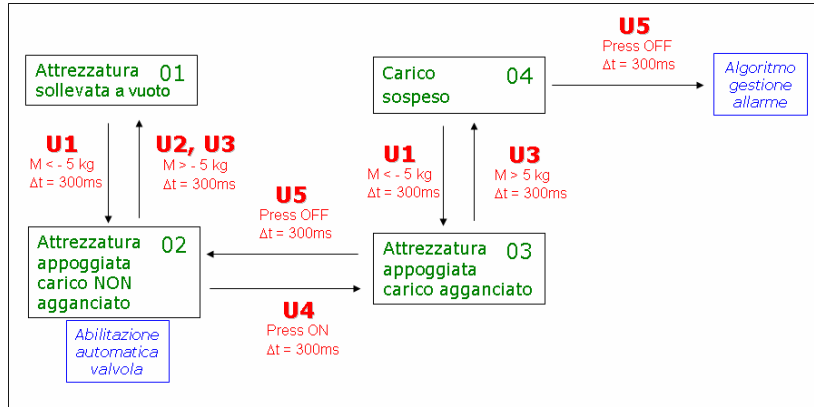 Attrezzatura 01
sollevata a vuoto
Carico 04
sospeso
U5
Press OFF
Δt = 300ms
Algoritmo
gestione
allarme
U1
M < - 5 kg
Δt = 300ms
U2, U3
M > - 5 kg
Δt = 300ms
U1
M < - 5 kg
Δt = 300ms
U3
M > 5 kg
Δt = 300ms
U5
Press OFF
Δt = 300ms
Attrezzatura 02
appoggiata
carico NON
agganciato
Attrezzatura 03
appoggiata
carico agganciato
U4
Press ON
Δt = 300ms
Abilitazione
automatica
valvola